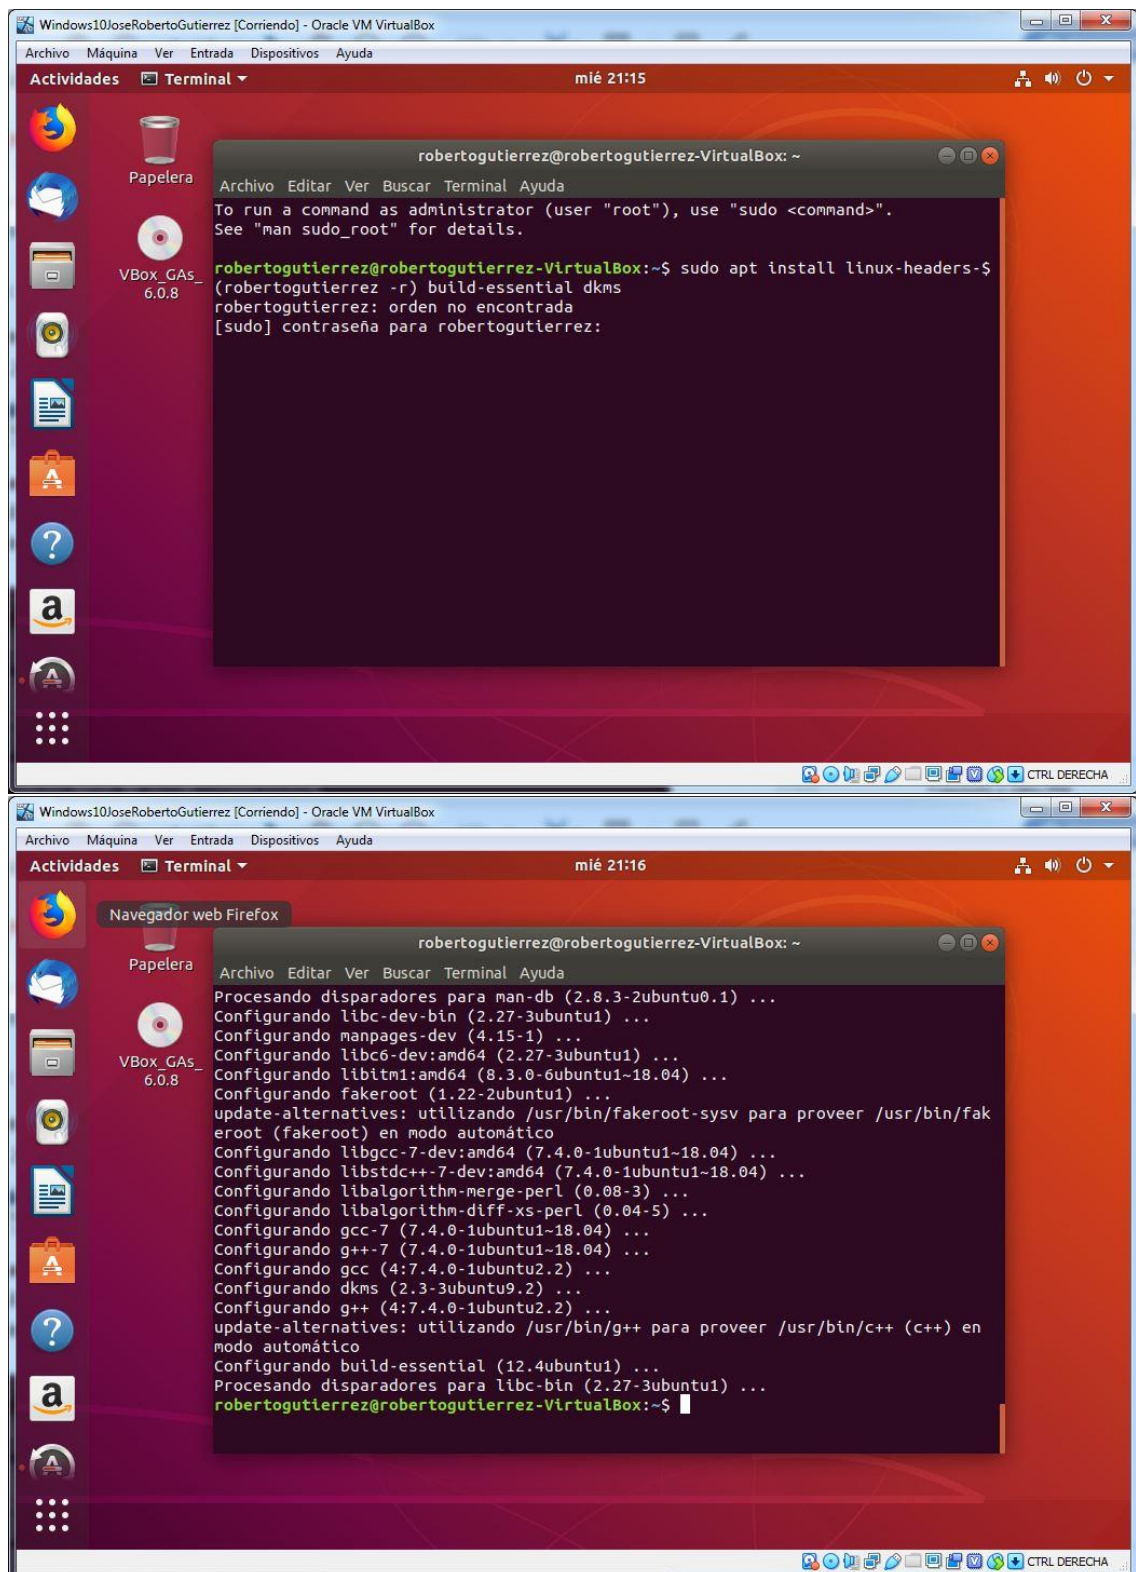 Windows10JoseRobertoGutierrez [Corriendo] - Oracle VM VirtualBox
Archivo Máquina Ver Entrada Dispositivos Ayuda
Actividades Terminal mié 21:15
robertogutierrez@robertogutierrez-VirtualBox: ~
Papelera
Archivo Editar Ver Buscar Terminal Ayuda
To run a command as administrator (user "root"), use "sudo <command>".
See "man sudo_root" for details.
VBox_GAs_
6.0.8
robertogutierrez@robertogutierrez-VirtualBox:~$ sudo apt install linux-headers-$
(robertogutierrez -r) build-essential dkms
robertogutierrez: orden no encontrada
[sudo] contraseña para robertogutierrez:
CTRL DERECHA
Windows10JoseRobertoGutierrez [Corriendo] - Oracle VM VirtualBox
Archivo Máquina Ver Entrada Dispositivos Ayuda
Actividades Terminal mié 21:16
Navegador web Firefox
robertogutierrez@robertogutierrez-VirtualBox: ~
Papelera
Archivo Editar Ver Buscar Terminal Ayuda
VBox_GAs_
6.0.8
Procesando disparadores para man-db (2.8.3-2ubuntu0.1) ...
Configurando libc-dev-bin (2.27-3ubuntu1) ...
Configurando manpages-dev (4.15-1) ...
Configurando libc6-dev:amd64 (2.27-3ubuntu1) ...
Configurando libitm1:amd64 (8.3.0-6ubuntu1~18.04) ...
Configurando fakeroot (1.22-2ubuntu1) ...
update-alternatives: utilizando /usr/bin/fakeroot-sysv para proveer /usr/bin/fak
eroot (fakeroot) en modo automático
Configurando libgcc-7-dev:amd64 (7.4.0-1ubuntu1~18.04) ...
Configurando libstdc++-7-dev:amd64 (7.4.0-1ubuntu1~18.04) ...
Configurando libalgorithm-merge-perl (0.08-3) ...
Configurando libalgorithm-diff-xs-perl (0.04-5) ...
Configurando gcc-7 (7.4.0-1ubuntu1~18.04) ...
Configurando g++-7 (7.4.0-1ubuntu1~18.04) ...
Configurando gcc (4:7.4.0-1ubuntu2.2) ...
Configurando dkms (2.3-3ubuntu9.2) ...
Configurando g++ (4:7.4.0-1ubuntu2.2) ...
update-alternatives: utilizando /usr/bin/g++ para proveer /usr/bin/c++ (c++) en
modo automático
Configurando build-essential (12.4ubuntu1) ...
Procesando disparadores para libc-bin (2.27-3ubuntu1) ...
robertogutierrez@robertogutierrez-VirtualBox:~$
CTRL DERECHA